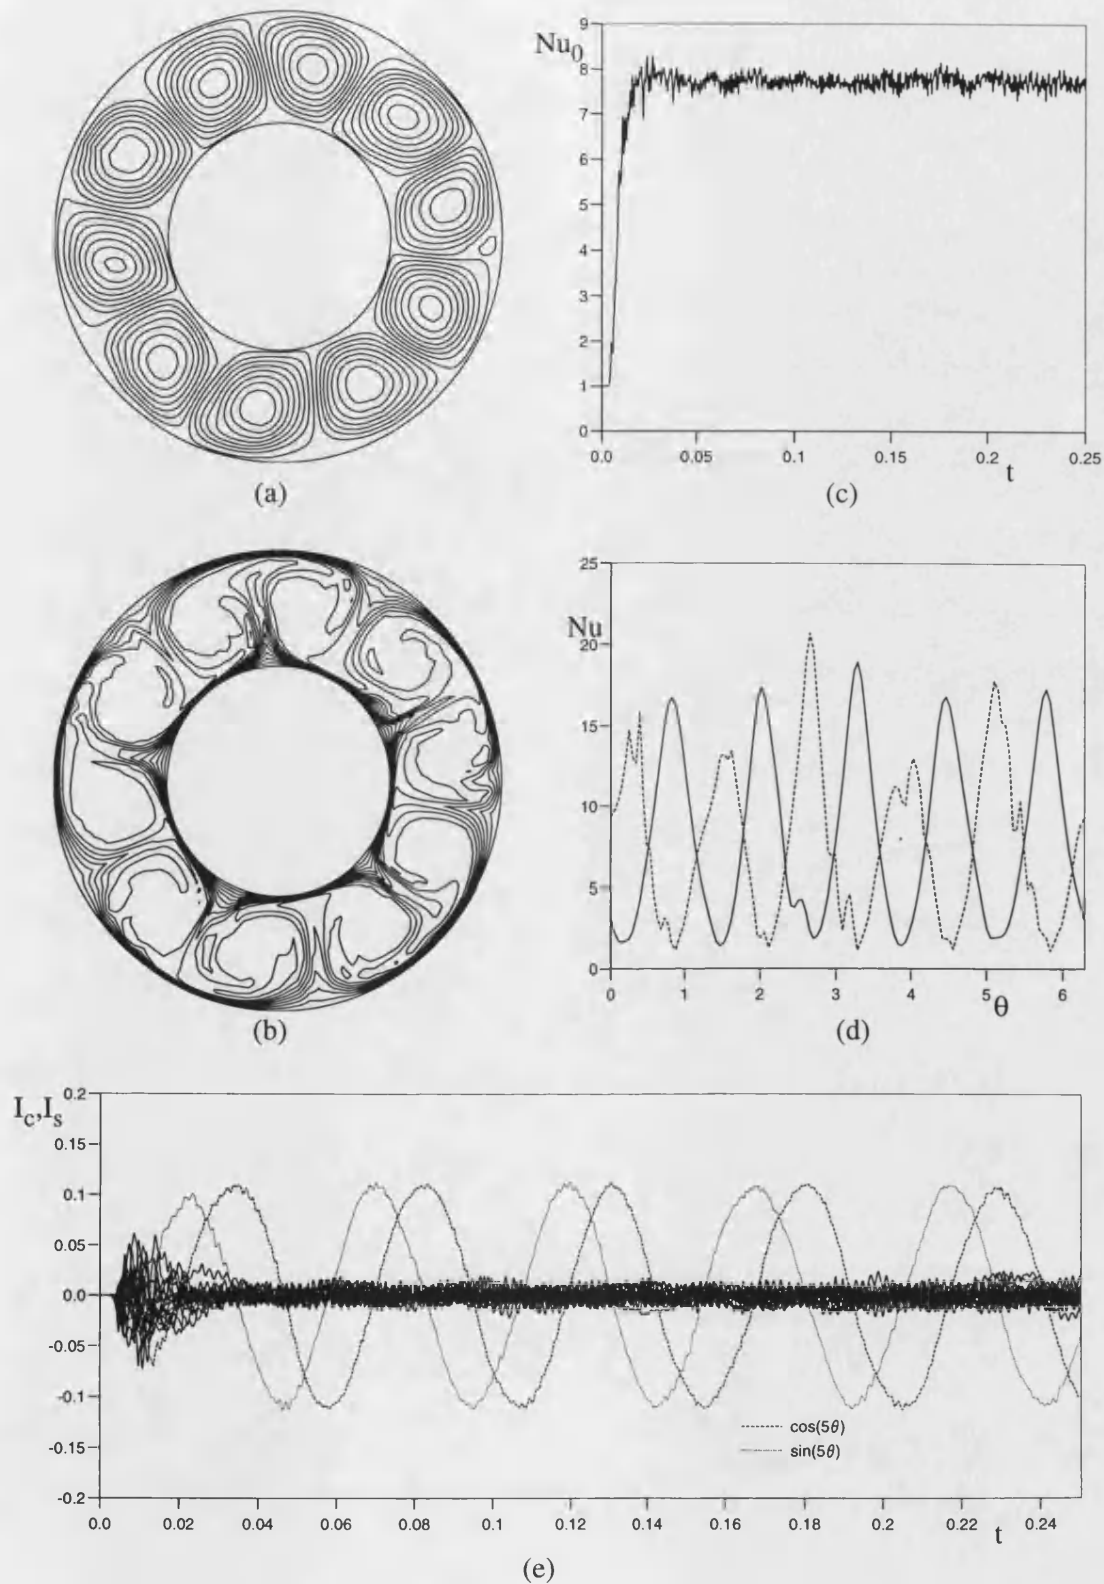 Nu₀
9
8
7
6
5
4
3
2
1
0
0.0 0.05 0.1 0.15 0.2 0.25
t
(a)
(c)
Nu
25
20
15
10
5
0
0 1 2 3 4 5 6
θ
(b)
(d)
I_c,I_s
0.2
0.15
0.1
0.05
0.0
-0.05
-0.1
-0.15
-0.2
cos(5θ)
sin(5θ)
0.0 0.02 0.04 0.06 0.08 0.1 0.12 0.14 0.16 0.18 0.2 0.22 0.24
t
(e)